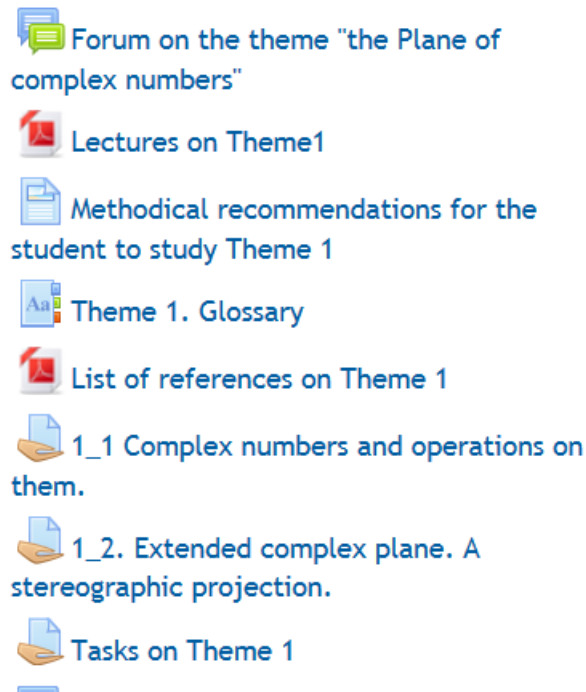 Forum on the theme "the Plane of
complex numbers"
Lectures on Theme1
Methodical recommendations for the
student to study Theme 1
Aa
Theme 1. Glossary
List of references on Theme 1
1_1 Complex numbers and operations on
them.
1_2. Extended complex plane. A
stereographic projection.
Tasks on Theme 1